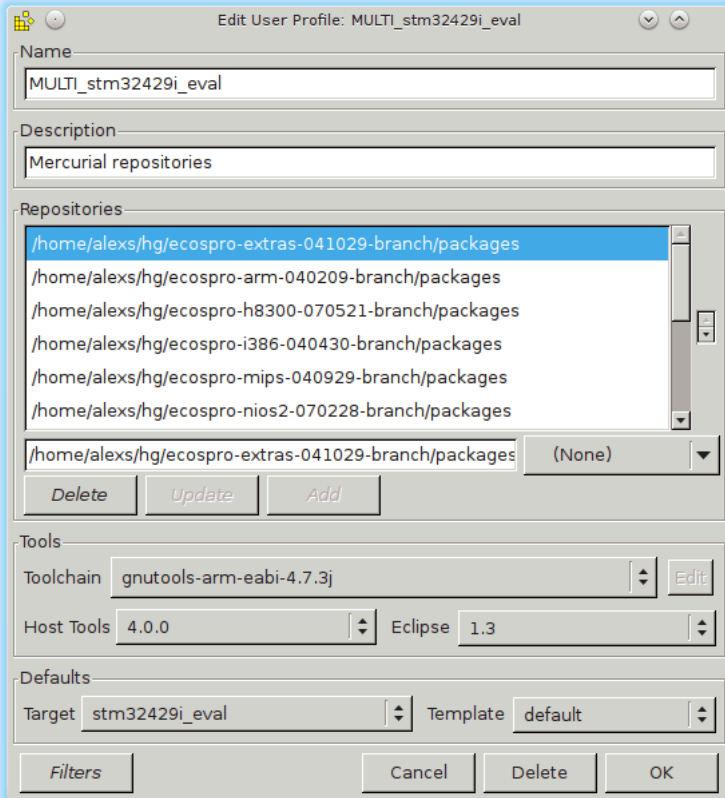 Edit User Profile: MULTI_stm32429i_eval
Name
MULTI_stm32429i_eval
Description
Mercurial repositories
Repositories
/home/alexs/hg/ecospro-extras-041029-branch/packages
/home/alexs/hg/ecospro-arm-040209-branch/packages
/home/alexs/hg/ecospro-h8300-070521-branch/packages
/home/alexs/hg/ecospro-i386-040430-branch/packages
/home/alexs/hg/ecospro-mips-040929-branch/packages
/home/alexs/hg/ecospro-nios2-070228-branch/packages
/home/alexs/hg/ecospro-extras-041029-branch/packages (None)
Delete Update Add
Tools
Toolchain gnutools-arm-eabi-4.7.3j Edit
Host Tools 4.0.0 Eclipse 1.3
Defaults
Target stm32429i_eval Template default
Filters Cancel Delete OK